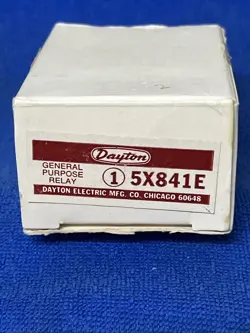 Dayton
GENERAL
PURPOSE
RELAY
1 5X841E
DAYTON ELECTRIC MFG. CO. CHICAGO 60648